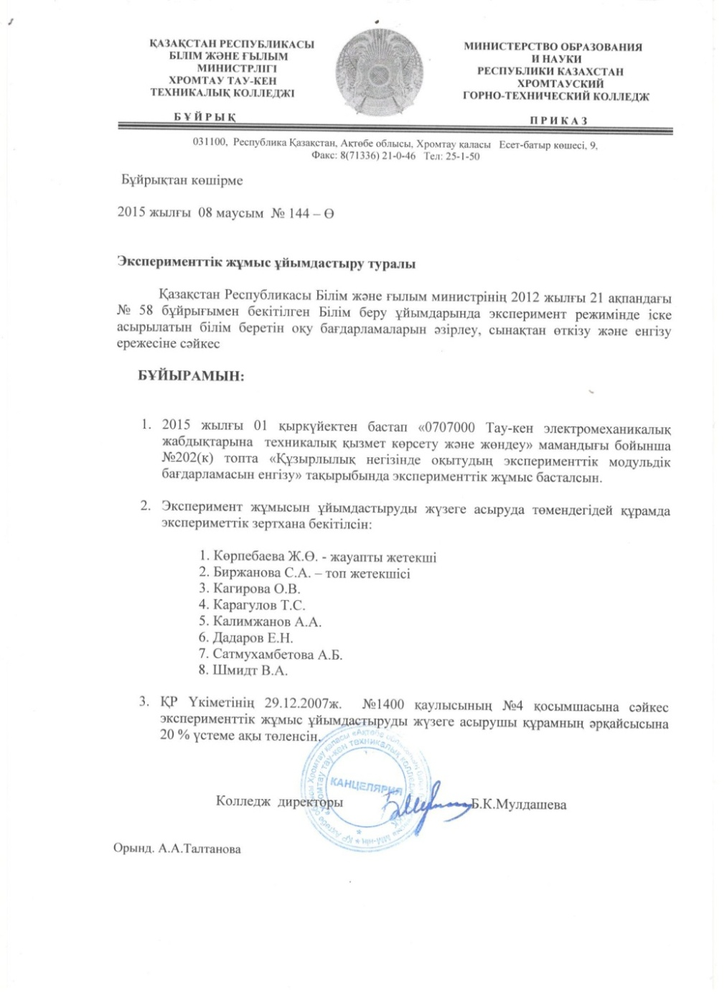 ҚАЗАҚСТАН РЕСПУБЛИКАСЫ
БІЛІМ ЖӘНЕ ҒЫЛЫМ
МИНИСТРЛІГІ
ХРОМТАУ ТАУ-КЕН
ТЕХНИКАЛЫҚ КОЛЛЕДЖІ
БҰЙРЫҚ
МИНИСТЕРСТВО ОБРАЗОВАНИЯ
И НАУКИ
РЕСПУБЛИКИ КАЗАХСТАН
ХРОМТАУСКИЙ
ГОРНО-ТЕХНИЧЕСКИЙ КОЛЛЕДЖ
ПРИКАЗ
031100, Республика Қазақстан, Ақтөбе облысы, Хромтау қаласы Есет-батыр көшесі, 9,
Факс: 8(71336) 21-0-46 Тел: 25-1-50
Бұйрықтан көшірме
2015 жылғы 08 маусым № 144 – Ө
Эксперименттік жұмыс ұйымдастыру туралы
Қазақстан Республикасы Білім және ғылым министрінің 2012 жылғы 21 ақпандағы
№ 58 бұйрығымен бекітілген Білім беру ұйымдарында эксперимент режимінде іске
асырылатын білім беретін оқу бағдарламаларын әзірлеу, сынақтан өткізу және енгізу
ережесіне сәйкес
БҰЙЫРАМЫН:
1. 2015 жылғы 01 қыркүйектен бастап «0707000 Тау-кен электромеханикалық
жабдықтарына техникалық қызмет көрсету және жөндеу» мамандығы бойынша
№202(к) топта «Құзырлылық негізінде оқытудың эксперименттік модульдік
бағдарламасын енгізу» тақырыбында эксперименттік жұмыс басталсын.
2. Эксперимент жұмысын ұйымдастыруды жүзеге асыруда төмендегідей құрамда
экспериметтік зертхана бекітілсін:
1. Көрпебаева Ж.Ө. - жауапты жетекші
2. Биржанова С.А. – топ жетекшісі
3. Кагирова О.В.
4. Карагулов Т.С.
5. Калимжанов А.А.
6. Дадаров Е.Н.
7. Сатмухамбетова А.Б.
8. Шмидт В.А.
3. ҚР Үкіметінің 29.12.2007ж. №1400 қаулысының №4 қосымшасына сәйкес
эксперименттік жұмыс ұйымдастыруды жүзеге асырушы құрамның әрқайсысына
20 % үстеме ақы төленсін.
КАНЦЕЛЯРИЯ
Колледж директоры Б.К.Мулдашева
Орынд. А.А.Талтанова